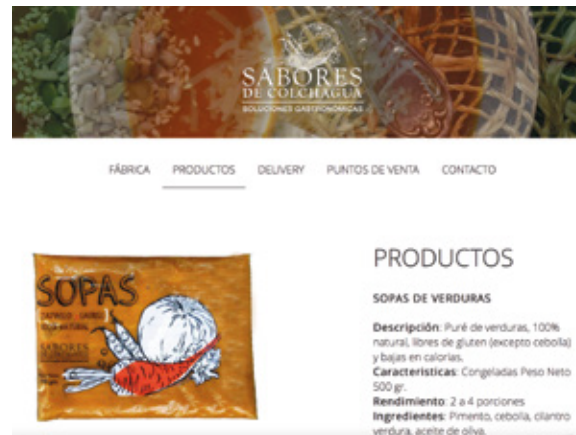 SABORES
DE COLCHAGUA
SOLUCIONES GASTRONÓMICAS
FÁBRICA PRODUCTOS DELIVERY PUNTOS DE VENTA CONTACTO
SOPAS
SABORES
PRODUCTOS
SOPAS DE VERDURAS
Descripción: Puré de verduras, 100%
natural, libres de gluten (excepto cebolla)
y bajas en calorías.
Características: Congeladas Peso Neto
500 gr.
Rendimiento: 2 a 4 porciones
Ingredientes: Pimento, cebolla, cilantro
verdura, aceite de oliva.